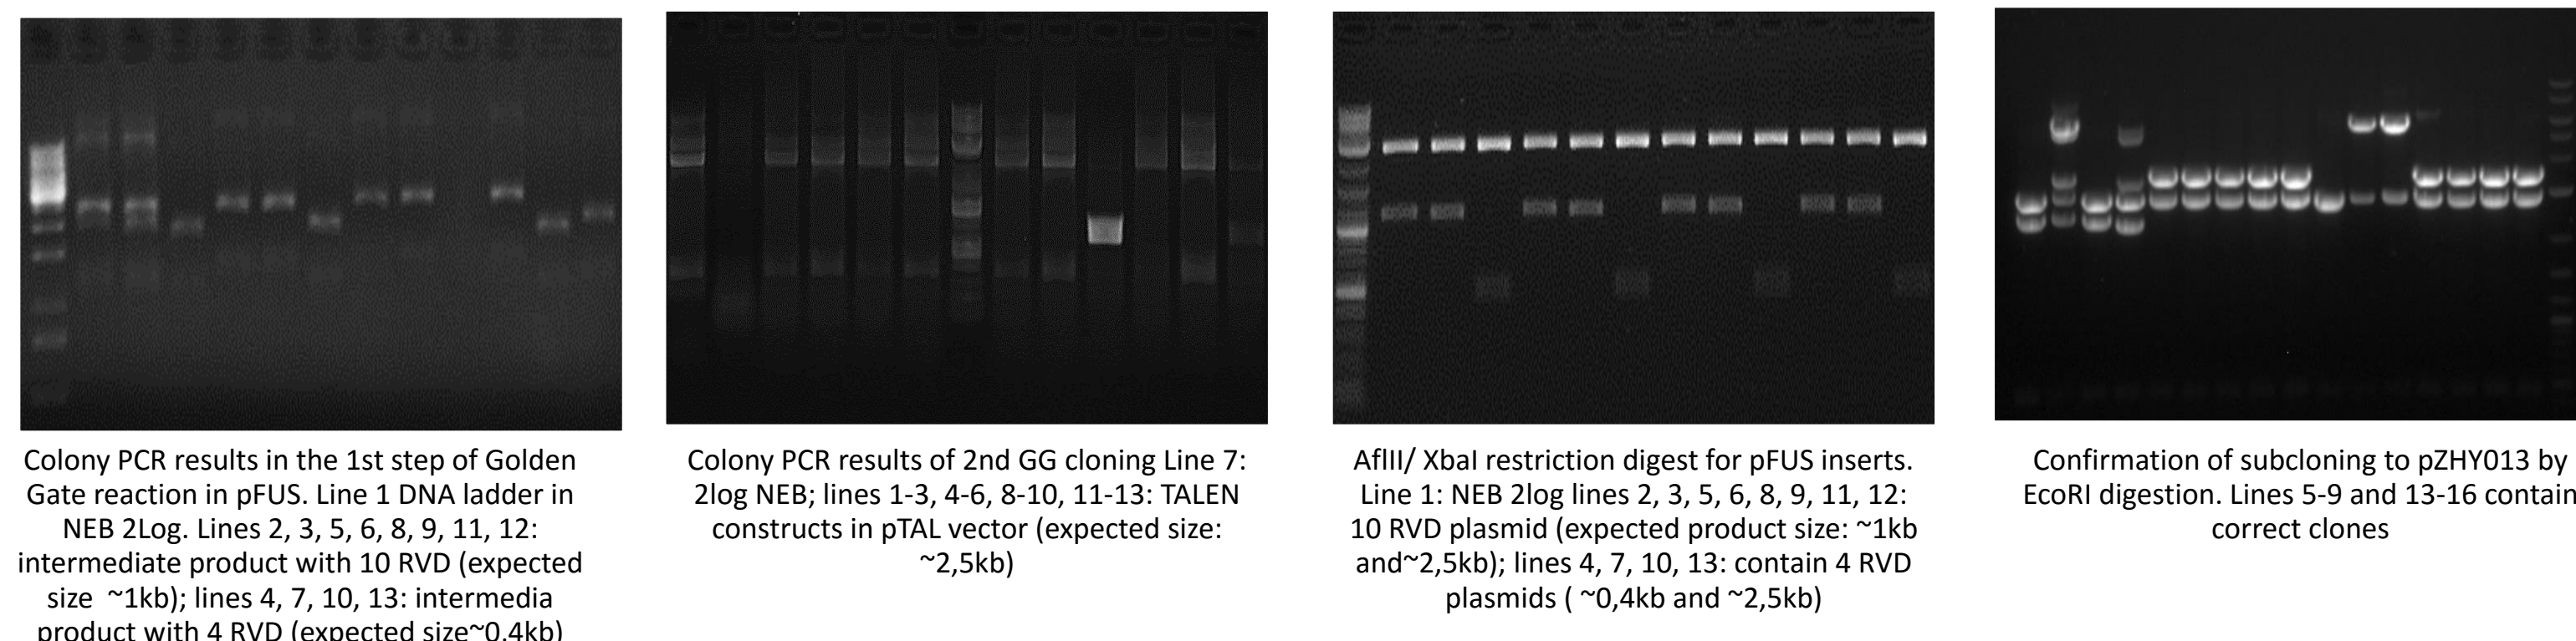 Colony PCR results in the 1st step of Golden
Gate reaction in pFUS. Line 1 DNA ladder in
NEB 2Log. Lines 2, 3, 5, 6, 8, 9, 11, 12:
intermediate product with 10 RVD (expected
size ~1kb); lines 4, 7, 10, 13: intermedia
product with 4 RVD (expected size~0,4kb)
Colony PCR results of 2nd GG cloning Line 7:
2log NEB; lines 1-3, 4-6, 8-10, 11-13: TALEN
constructs in pTAL vector (expected size:
~2,5kb)
AflII/ XbaI restriction digest for pFUS inserts.
Line 1: NEB 2log lines 2, 3, 5, 6, 8, 9, 11, 12:
10 RVD plasmid (expected product size: ~1kb
and~2,5kb); lines 4, 7, 10, 13: contain 4 RVD
plasmids ( ~0,4kb and ~2,5kb)
Confirmation of subcloning to pZHY013 by
EcoRI digestion. Lines 5-9 and 13-16 contain
correct clones